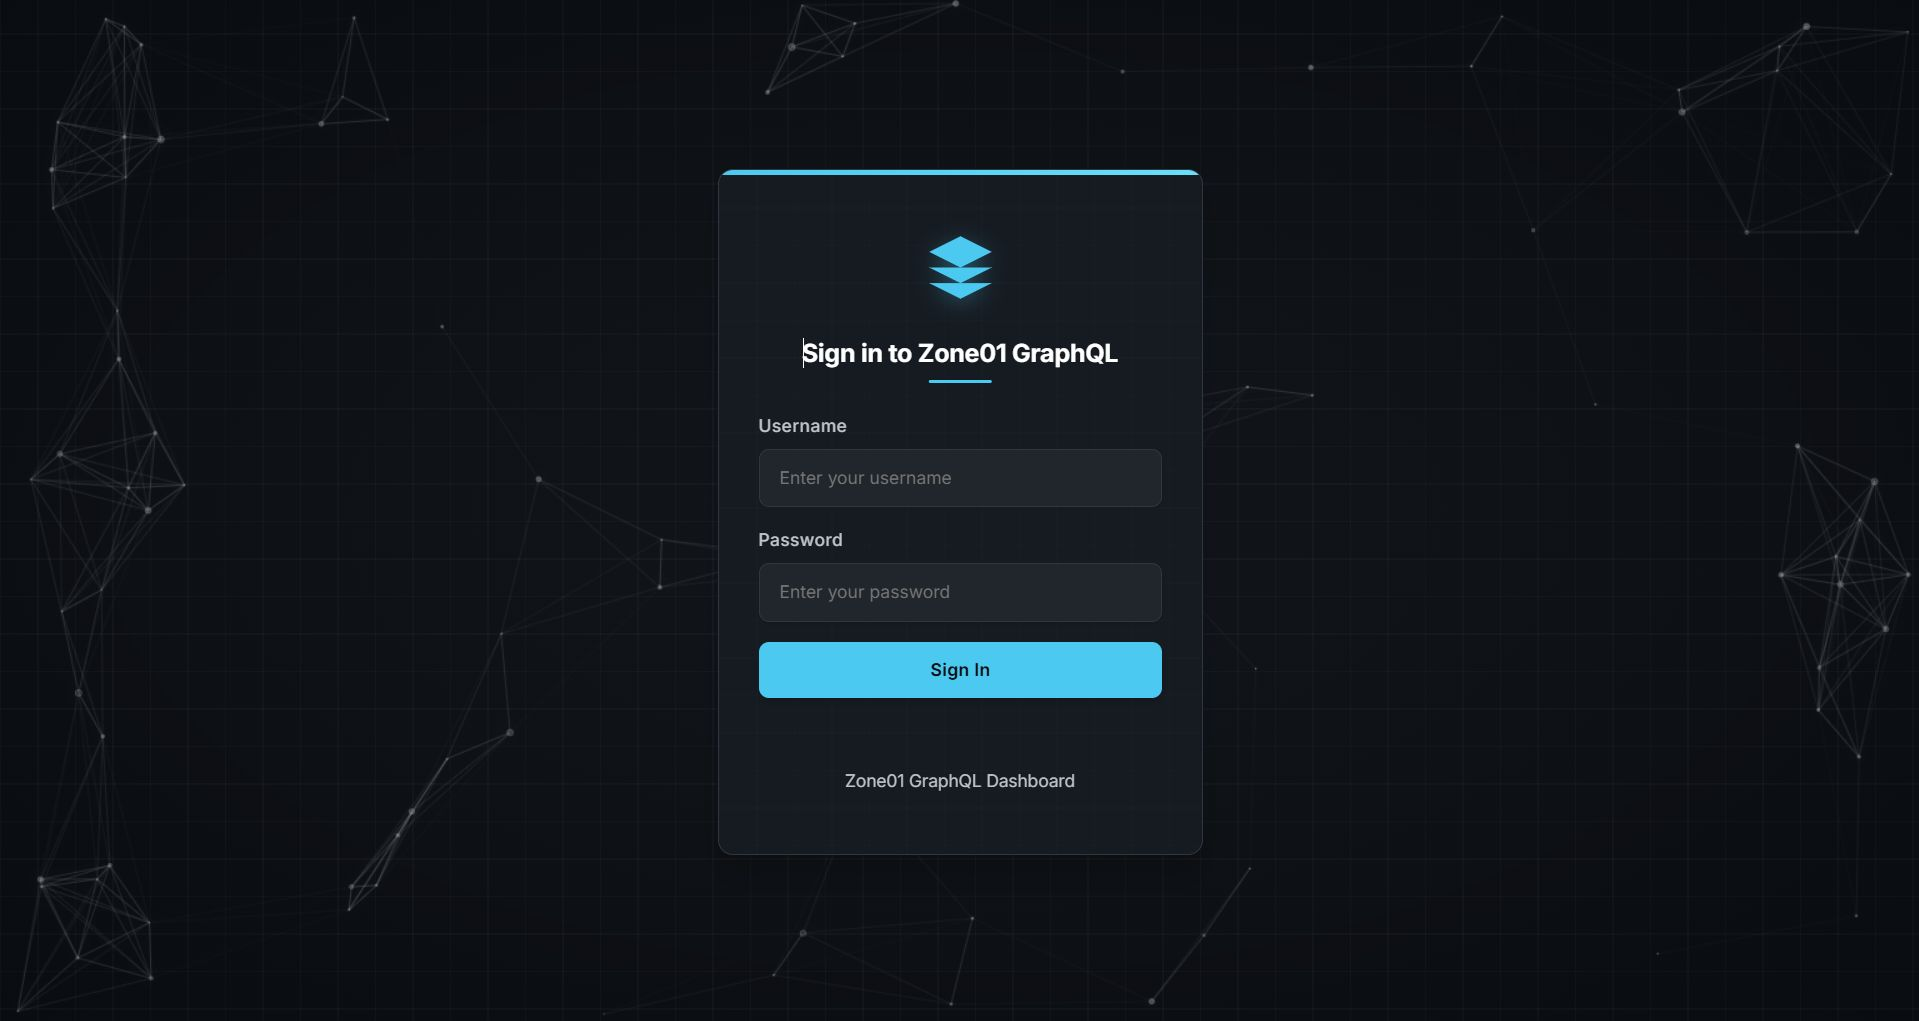 Sign in to Zone01 GraphQL
Username
Enter your username
Password
Enter your password
Sign In
Zone01 GraphQL Dashboard